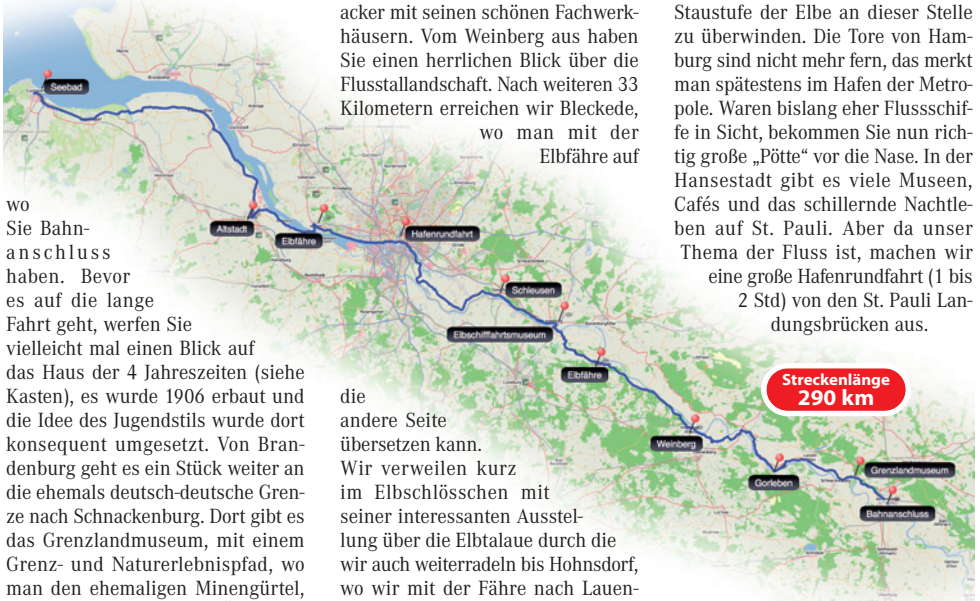 wo
Sie Bahn-
anschluss
haben. Bevor
es auf die lange
Fahrt geht, werfen Sie
vielleicht mal einen Blick auf
das Haus der 4 Jahreszeiten (siehe
Kasten), es wurde 1906 erbaut und
die Idee des Jugendstils wurde dort
konsequent umgesetzt. Von Bran-
denburg geht es ein Stück weiter an
die ehemals deutsch-deutsche Gren-
ze nach Schnackenburg. Dort gibt es
das Grenzlandmuseum, mit einem
Grenz- und Naturerlebnispfad, wo
man den ehemaligen Minengürtel,
acker mit seinen schönen Fachwerk-
häusern. Vom Weinberg aus haben
Sie einen herrlichen Blick über die
Flusstallandschaft. Nach weiteren 33
Kilometern erreichen wir Bleckede,
wo man mit der
Elbfähre auf
die
andere Seite
übersetzen kann.
Wir verweilen kurz
im Elbschlösschen mit
seiner interessanten Ausstel-
lung über die Elbtalaue durch die
wir auch weiterradeln bis Hohnsdorf,
wo wir mit der Fähre nach Lauen-
Staustufe der Elbe an dieser Stelle
zu überwinden. Die Tore von Ham-
burg sind nicht mehr fern, das merkt
man spätestens im Hafen der Metro-
pole. Waren bislang eher Flussschif-
fe in Sicht, bekommen Sie nun rich-
tig große „Pötte“ vor die Nase. In der
Hansestadt gibt es viele Museen,
Cafés und das schillernde Nachtle-
ben auf St. Pauli. Aber da unser
Thema der Fluss ist, machen wir
eine große Hafenrundfahrt (1 bis
2 Std) von den St. Pauli Lan-
dungsbrücken aus.
Seebad
Altstadt
Elbfähre
Hafenrundfahrt
Schleusen
Elbschifffahrtsmuseum
Elbfähre
Weinberg
Gorleben
Grenzlandmuseum
Bahnanschluss
Streckenlänge
290 km